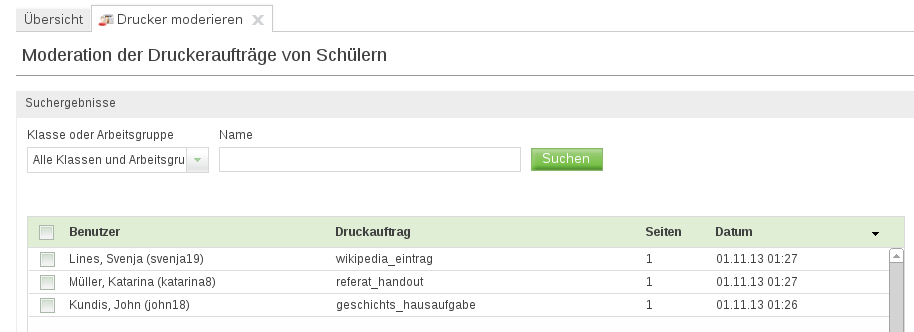 Übersicht Drucker moderieren
Moderation der Druckeraufträge von Schülern
Suchergebnisse
Klasse oder Arbeitsgruppe Name
Alle Klassen und Arbeitsgru Suchen
Benutzer Druckauftrag Seiten Datum
Lines, Svenja (svenja19) wikipedia_eintrag 1 01.11.13 01:27
Müller, Katarina (katarina8) referat_handout 1 01.11.13 01:27
Kundis, John (john18) geschichts_hausaufgabe 1 01.11.13 01:26